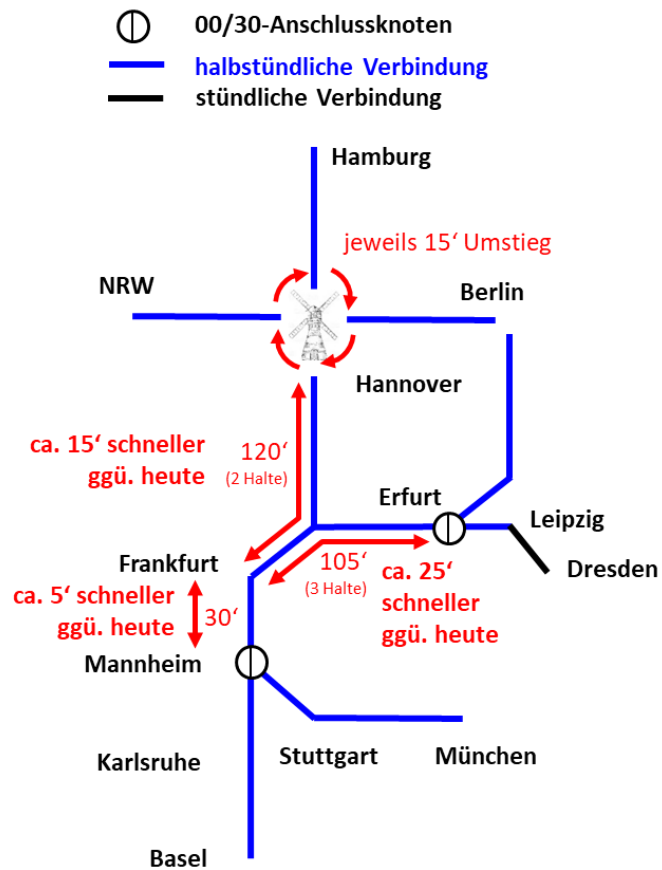 00/30-Anschlussknoten
halbstündliche Verbindung
stündliche Verbindung
Hamburg
jeweils 15‘ Umstieg
NRW
Berlin
Hannover
ca. 15‘ schneller
ggü. heute
120‘
(2 Halte)
Erfurt
Leipzig
Dresden
Frankfurt
105‘
(3 Halte)
ca. 25‘
schneller
ggü. heute
ca. 5‘ schneller
ggü. heute
30‘
Mannheim
Karlsruhe
Stuttgart
München
Basel